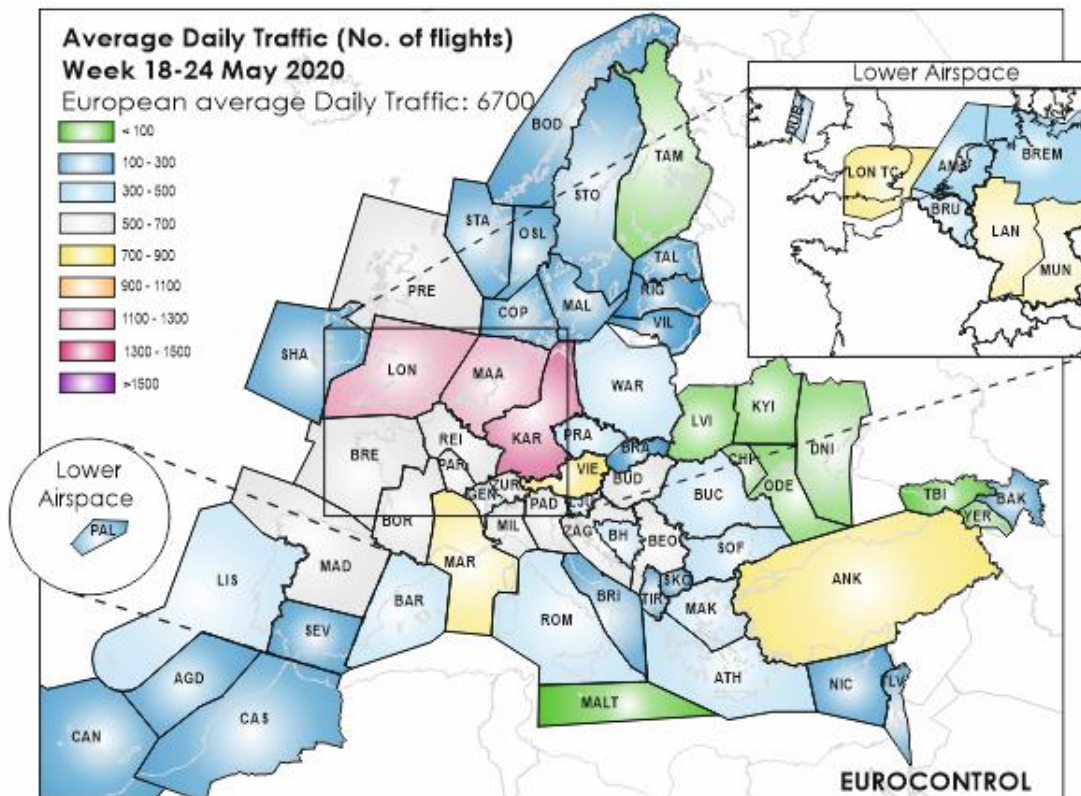 Average Daily Traffic (No. of flights)
Week 18-24 May 2020
European average Daily Traffic: 6700
< 100
100 - 300
300 - 500
500 - 700
700 - 900
900 - 1100
1100 - 1300
1300 - 1500
>1500
Lower Airspace
DUB
LON TC
AMS
BREM
BRU
LAN
MUN
BOD
TAM
STO
STA
OSL
TAL
PRE
RIG
COP
MAL
VIL
SHA
LON
MAA
WAR
KAR
LVI
KYI
REI
PRA
BRA
BRE
PAR
VIE
CHI
DNI
GEN
ZUR
BUD
ODE
PAD
LJU
BUC
BOR
MIL
ZAG
BH
BEO
TBI
BAK
YER
Lower
Airspace
PAL
MAR
SOF
MAD
LIS
BAR
ROM
BRI
TIR
SKO
MAK
ANK
SEV
AGD
ATH
NIC
TLV
MALT
CAS
CAN
EUROCONTROL